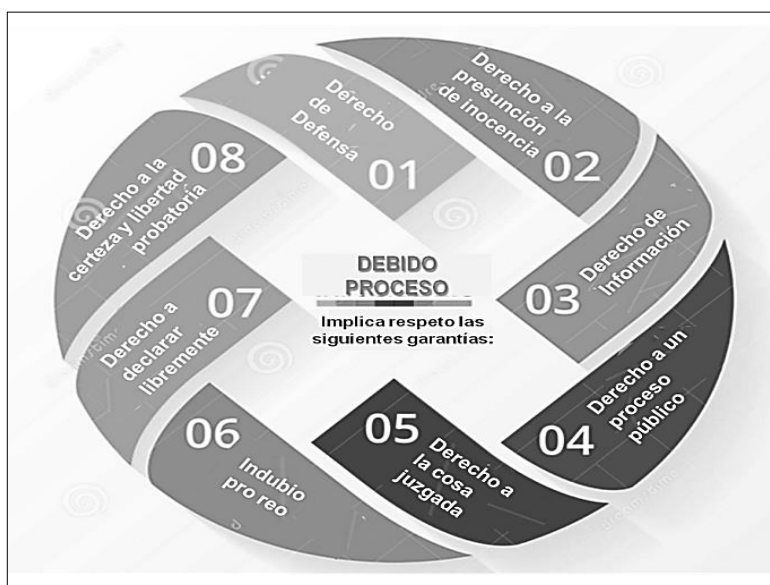 DEBIDO
PROCESO
Implica respeto las
siguientes garantías:
Derecho
de
Defensa
01
Derecho a la
presunción
de inocencia
02
03
Derecho de
Información
Derecho a un
proceso
público
04
05
Derecho a
la cosa
juzgada
06
Indubio
pro reo
07
Derecho a
declarar
libremente
08
Derecho a la
certeza y libertad
probatoría